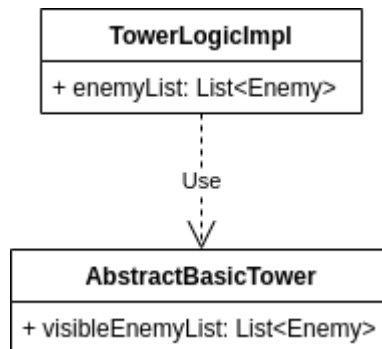 TowerLogicImpl
+ enemyList: List<Enemy>
Use
AbstractBasicTower
+ visibleEnemyList: List<Enemy>